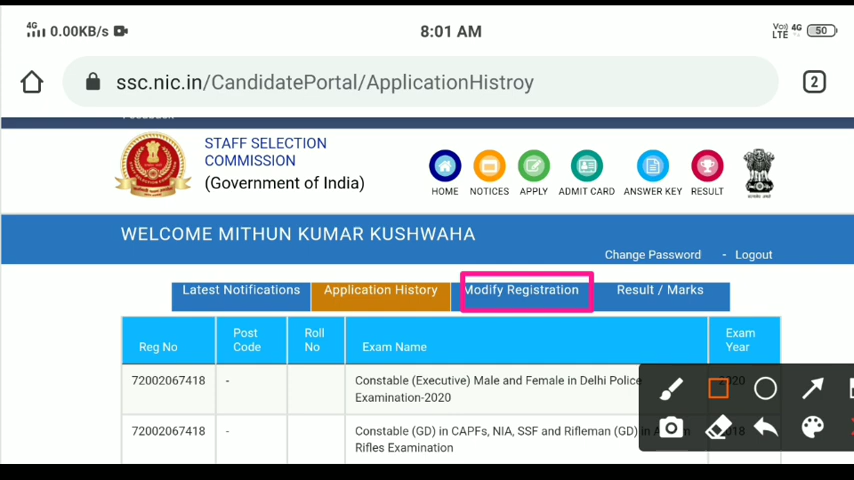 4G 0.00KB/s 8:01 AM Vo)) LTE 4G 50
ssc.nic.in/CandidatePortal/ApplicationHistroy 2
STAFF SELECTION
COMMISSION
(Government of India)
HOME NOTICES APPLY ADMIT CARD ANSWER KEY RESULT
WELCOME MITHUN KUMAR KUSHWAHA
Change Password - Logout
Latest Notifications Application History Modify Registration Result / Marks
Reg No Post Code Roll No Exam Name Exam Year
72002067418 - Constable (Executive) Male and Female in Delhi Police 2020
Examination-2020
72002067418 - Constable (GD) in CAPFs, NIA, SSF and Rifleman (GD) in
Rifles Examination